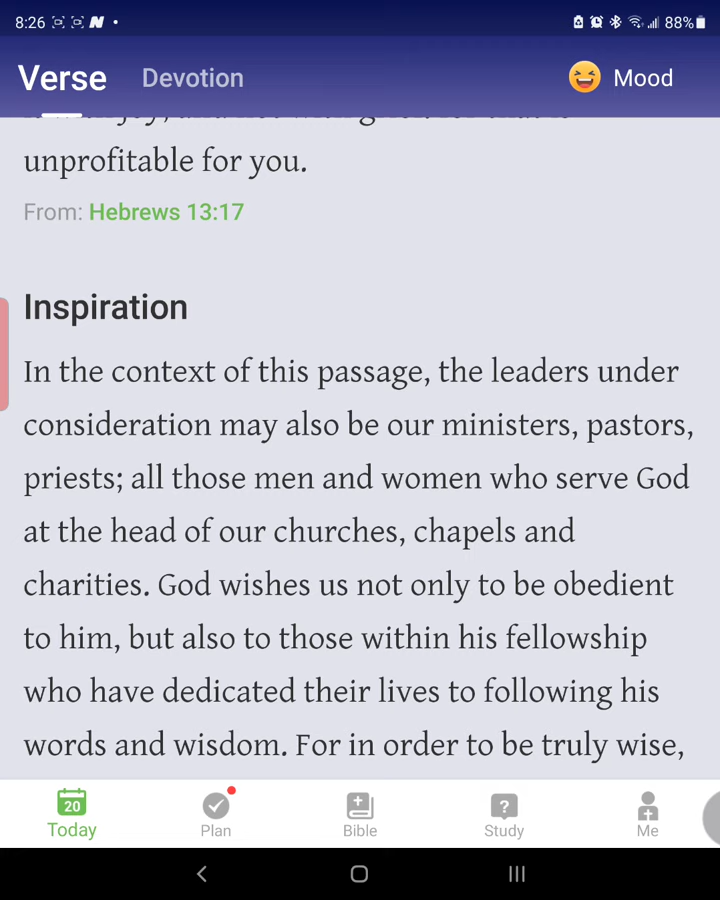 8:26 88%
Verse Devotion Mood
unprofitable for you.
From: Hebrews 13:17
Inspiration
In the context of this passage, the leaders under
consideration may also be our ministers, pastors,
priests; all those men and women who serve God
at the head of our churches, chapels and
charities. God wishes us not only to be obedient
to him, but also to those within his fellowship
who have dedicated their lives to following his
words and wisdom. For in order to be truly wise,
20
Today Plan Bible Study Me